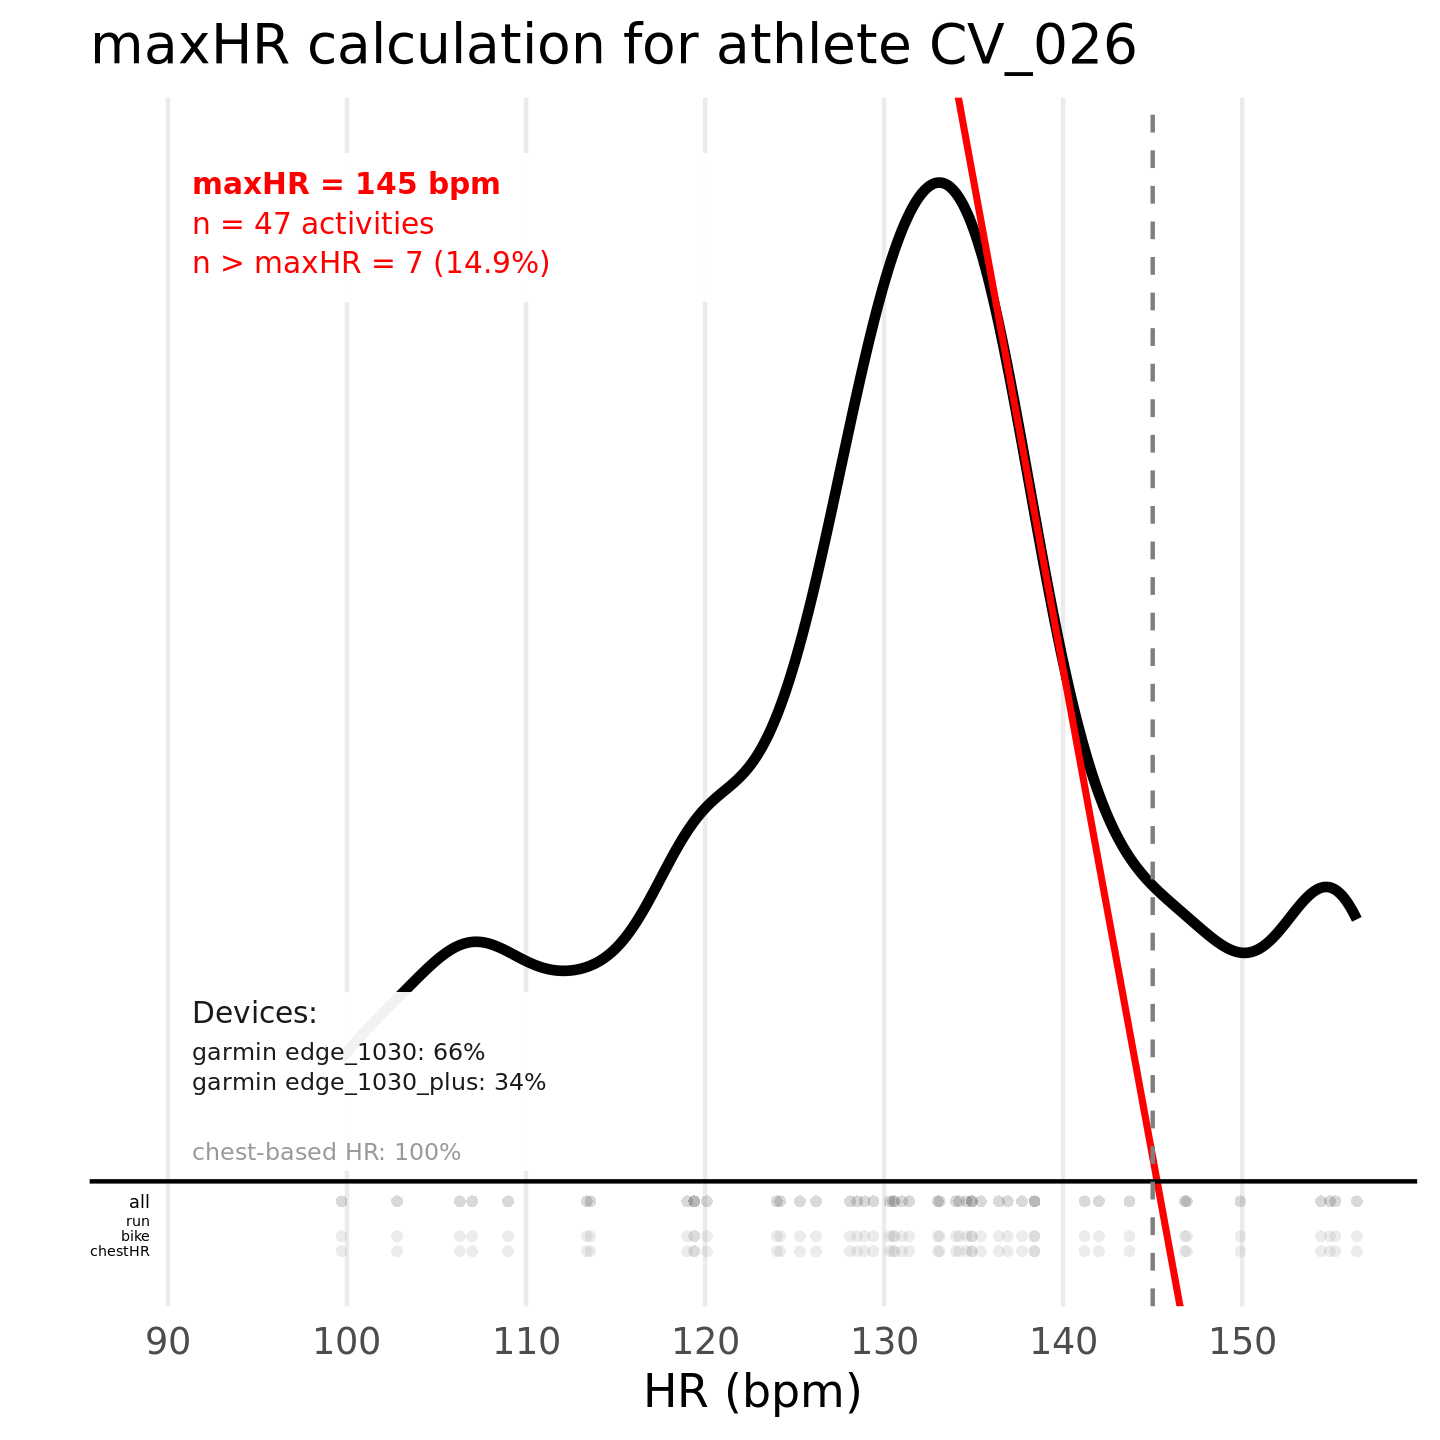 maxHR calculation for athlete CV_026
maxHR = 145 bpm
n = 47 activities
n > maxHR = 7 (14.9%)
Devices:
garmin edge_1030: 66%
garmin edge_1030_plus: 34%
chest-based HR: 100%
all
run
bike
chestHR
90 100 110 120 130 140 150
HR (bpm)